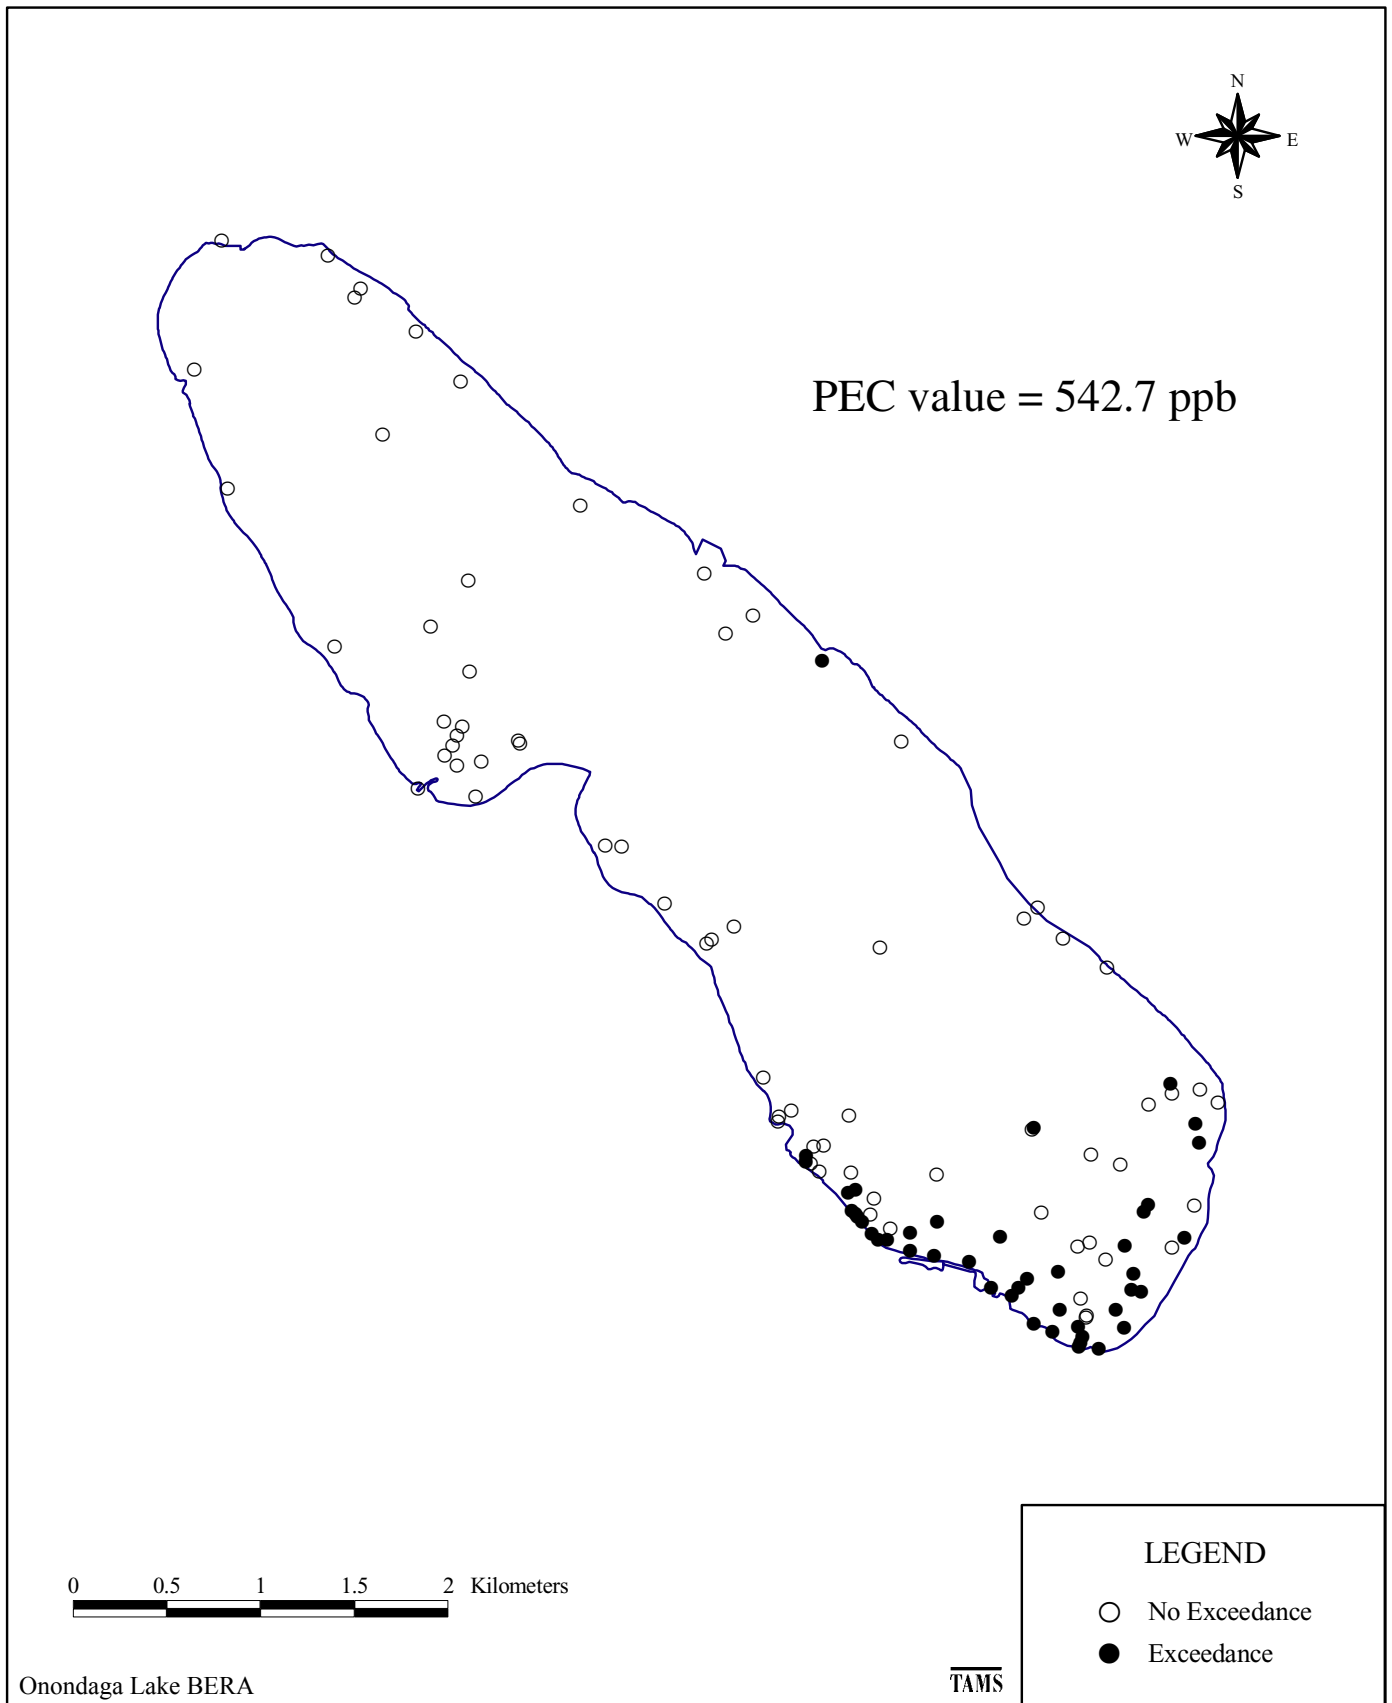 N
W E
S
PEC value = 542.7 ppb
0 0.5 1 1.5 2 Kilometers
LEGEND
No Exceedance
Exceedance
Onondaga Lake BERA
TAMS